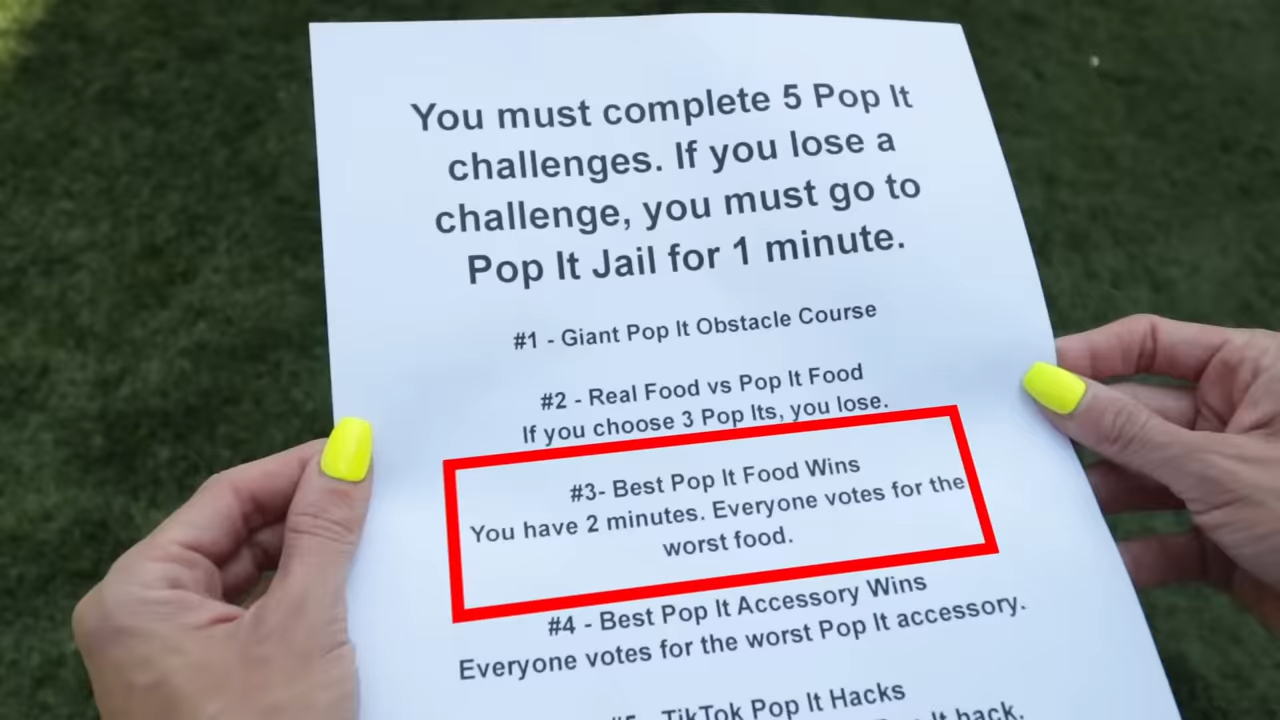 You must complete 5 Pop It
challenges. If you lose a
challenge, you must go to
Pop It Jail for 1 minute.
#1 - Giant Pop It Obstacle Course
#2 - Real Food vs Pop It Food
If you choose 3 Pop Its, you lose.
#3- Best Pop It Food Wins
You have 2 minutes. Everyone votes for the
worst food.
#4 - Best Pop It Accessory Wins
Everyone votes for the worst Pop It accessory.
#5 - TikTok Pop It Hacks
It hack.